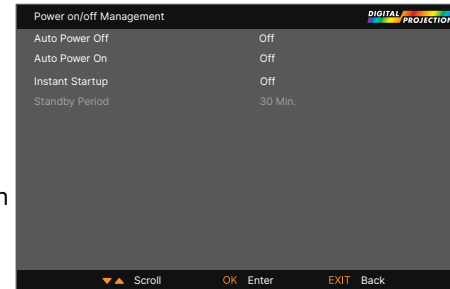 Power on/off Management
DIGITAL PROJECTION
Auto Power Off Off
Auto Power On Off
Instant Startup Off
Standby Period 30 Min.
n
▼▲ Scroll OK Enter EXIT Back